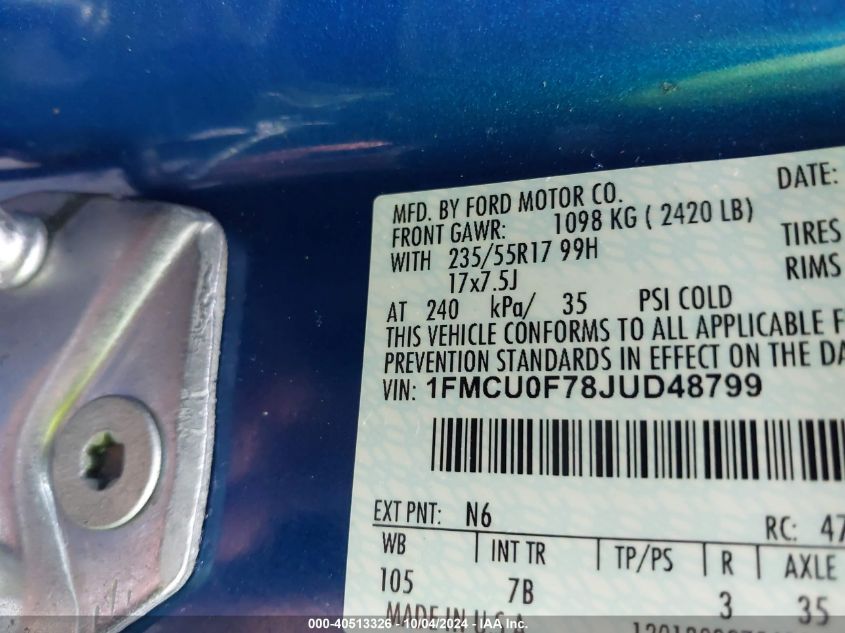 DATE:
MFD. BY FORD MOTOR CO.
FRONT GAWR: 1098 KG ( 2420 LB)
TIRES
WITH 235/55R17 99H
RIMS
17x7.5J
AT 240 kPa/ 35 PSI COLD
THIS VEHICLE CONFORMS TO ALL APPLICABLE F
PREVENTION STANDARDS IN EFFECT ON THE DA
VIN: 1FMCU0F78JUD48799
EXT PNT: N6 RC: 47
WB INT TR TP/PS R AXLE
105 7B 3 35
MADE IN U.S.A.
000-40513326 - 10/04/2024 - IAA Inc.